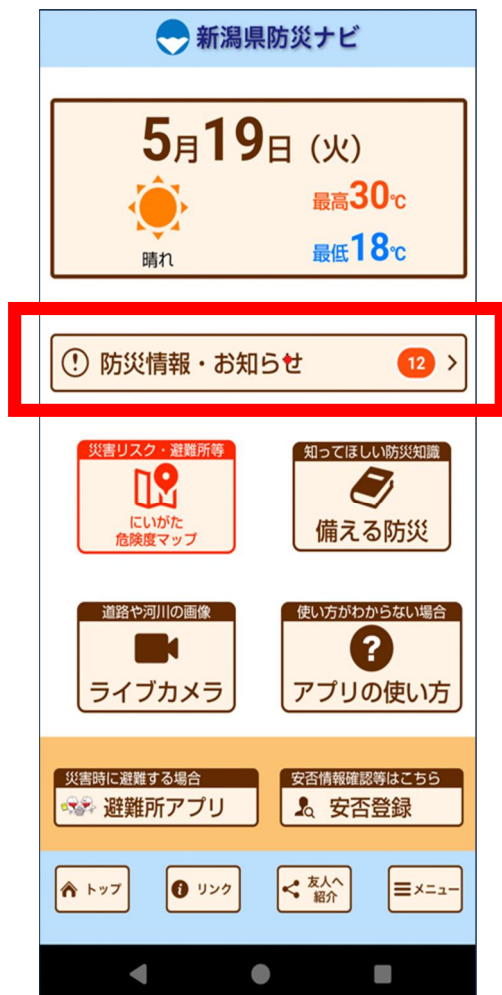 新潟県防災ナビ
5月19日（火）
最高30℃
晴れ
最低18℃
防災情報・お知らせ
12
災害リスク・避難所等
にいがた
危険度マップ
知ってほしい防災知識
備える防災
道路や河川の画像
ライブカメラ
使い方がわからない場合
?
アプリの使い方
災害時に避難する場合
避難所アプリ
安否情報確認等はこちら
安否登録
トップ
リンク
友人へ
紹介
メニュー